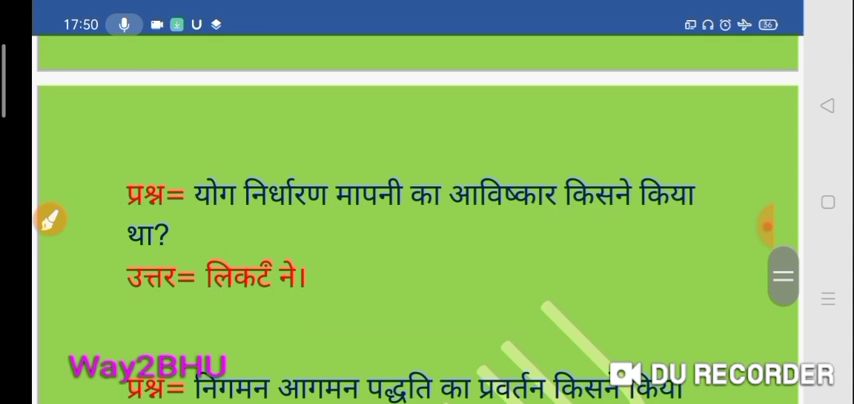 17:50
36
प्रश्न= योग निर्धारण मापनी का आविष्कार किसने किया
था?
उत्तर= लिकर्टं ने।
Way2BHU
DU RECORDER
प्रश्न= निगमन आगमन पद्धति का प्रवर्तन किसने किया